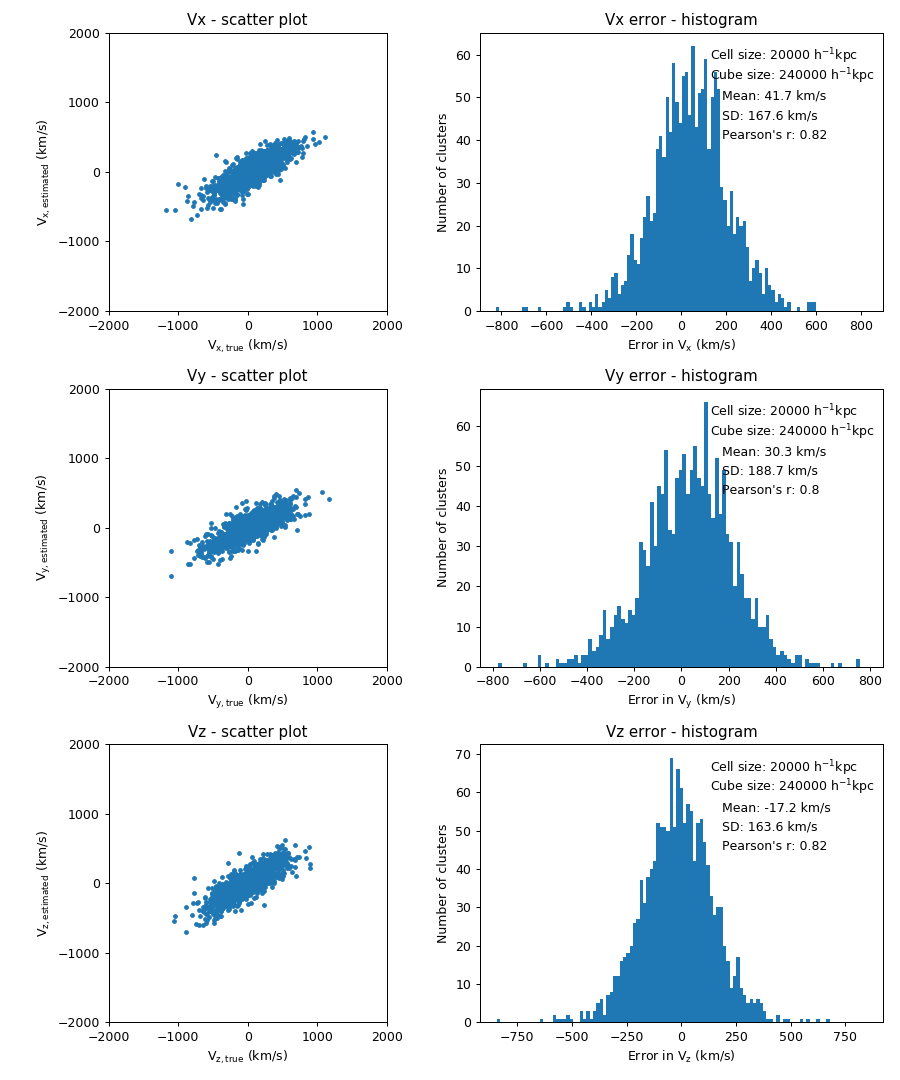 Vx - scatter plot
2000
1000
0
−1000
−2000
V_x, estimated (km/s)
−2000 −1000 0 1000 2000
V_x, true (km/s)
Vx error - histogram
60
50
40
30
20
10
0
Number of clusters
Cell size: 20000 h⁻¹kpc
Cube size: 240000 h⁻¹kpc
Mean: 41.7 km/s
SD: 167.6 km/s
Pearson's r: 0.82
−800 −600 −400 −200 0 200 400 600 800
Error in V_x (km/s)
Vy - scatter plot
2000
1000
0
−1000
−2000
V_y, estimated (km/s)
−2000 −1000 0 1000 2000
V_y, true (km/s)
Vy error - histogram
60
50
40
30
20
10
0
Number of clusters
Cell size: 20000 h⁻¹kpc
Cube size: 240000 h⁻¹kpc
Mean: 30.3 km/s
SD: 188.7 km/s
Pearson's r: 0.8
−800 −600 −400 −200 0 200 400 600 800
Error in V_y (km/s)
Vz - scatter plot
2000
1000
0
−1000
−2000
V_z, estimated (km/s)
−2000 −1000 0 1000 2000
V_z, true (km/s)
Vz error - histogram
70
60
50
40
30
20
10
0
Number of clusters
Cell size: 20000 h⁻¹kpc
Cube size: 240000 h⁻¹kpc
Mean: -17.2 km/s
SD: 163.6 km/s
Pearson's r: 0.82
−750 −500 −250 0 250 500 750
Error in V_z (km/s)